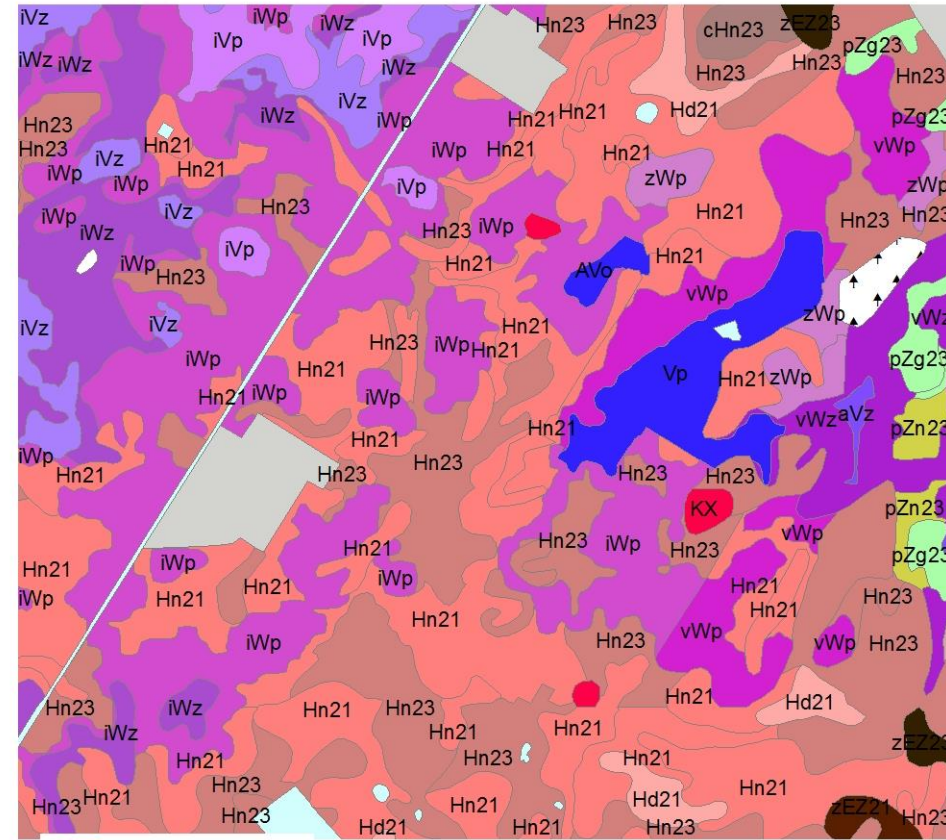 iVz iWp iWz Hn23 cHn23 zEZ23
iVp iVp pZg23
iWz iWz iWz Hn23 Hn23 Hn23
iVz Hd21
iWz iWp Hn21 Hn21 pZg23
Hn23
Hn23 Hn21 iWp Hn21 Hn21 vWp
iVz Hn21
iWp iWp iVp zWp zWp
iWp iVz Hn23 Hn21 Hn23 Hn23
iWz iVp Hn23 iWp
iWp Hn23 Hn21 AVo Hn21
vWp
iVz iVz Hn23 Hn21 zWp vWz
iWp Hn21 iWp Hn21 pZg23
Hn21 iWp iWp Vp Hn21 zWp
Hn21 Hn21 vWz aVz pZn23
iWp Hn21 Hn23 Hn23 Hn23 Hn23
KX pZn23
Hn21 iWp Hn21 Hn23 iWp Hn23 vWp pZg23
iWp Hn21 Hn21 iWp Hn21 Hn23
Hn21 Hn21
iWp Hn23 vWp vWp Hn23
Hn23 iWz Hn21 Hn23 Hn21 Hd21
iWz Hn21 Hn21 zEZ23
Hn21 Hn23 Hn21
Hn23 Hn21 Hn23 Hn21 Hd21 Hn21 zEZ21
Hn23 Hd21 Hn21 Hn23 Hn23